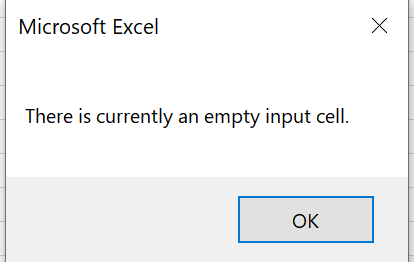 Microsoft Excel
There is currently an empty input cell.
OK